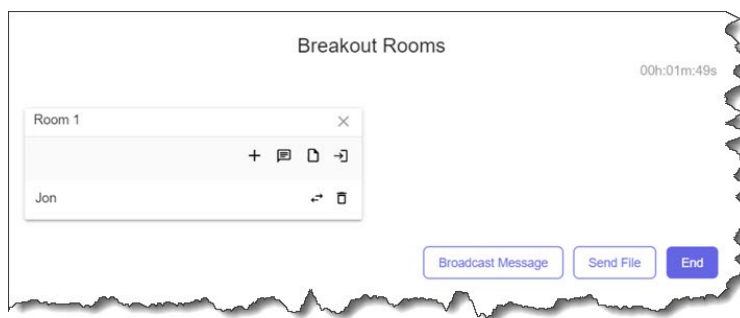 Breakout Rooms
00h:01m:49s
Room 1
Jon
Broadcast Message Send File End